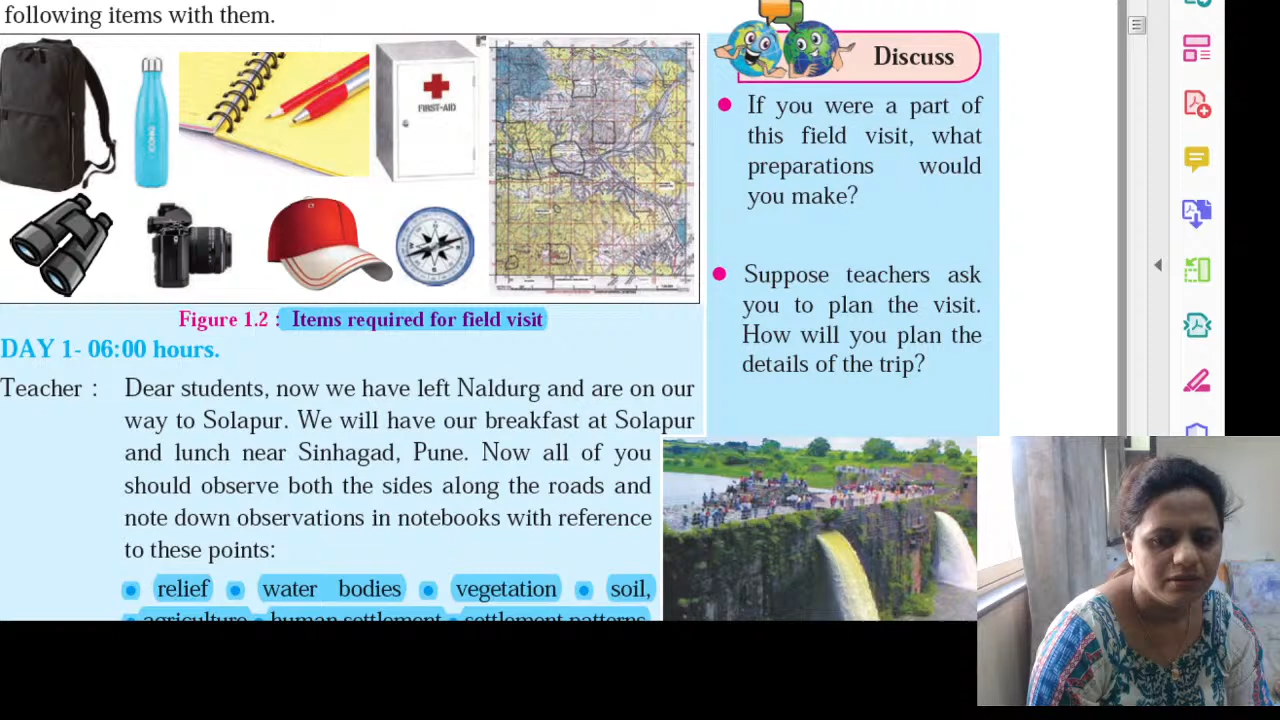 following items with them.
FIRST-AID
Figure 1.2 : Items required for field visit
DAY 1- 06:00 hours.
Teacher : Dear students, now we have left Naldurg and are on our
way to Solapur. We will have our breakfast at Solapur
and lunch near Sinhagad, Pune. Now all of you
should observe both the sides along the roads and
note down observations in notebooks with reference
to these points:
• relief • water bodies • vegetation • soil,
• agriculture • human settlement • settlement patterns
Discuss
• If you were a part of
this field visit, what
preparations would
you make?
• Suppose teachers ask
you to plan the visit.
How will you plan the
details of the trip?